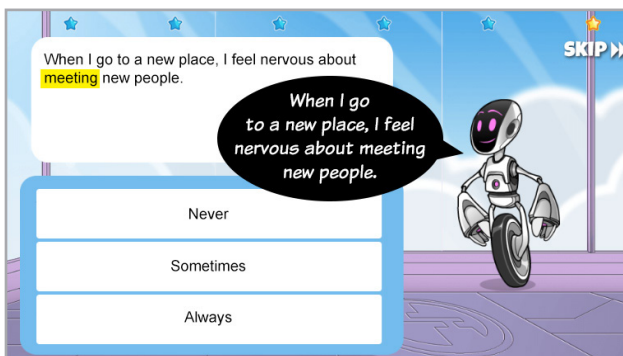 When I go to a new place, I feel nervous about
meeting new people.
SKIP
When I go
to a new place, I feel
nervous about meeting
new people.
Never
Sometimes
Always